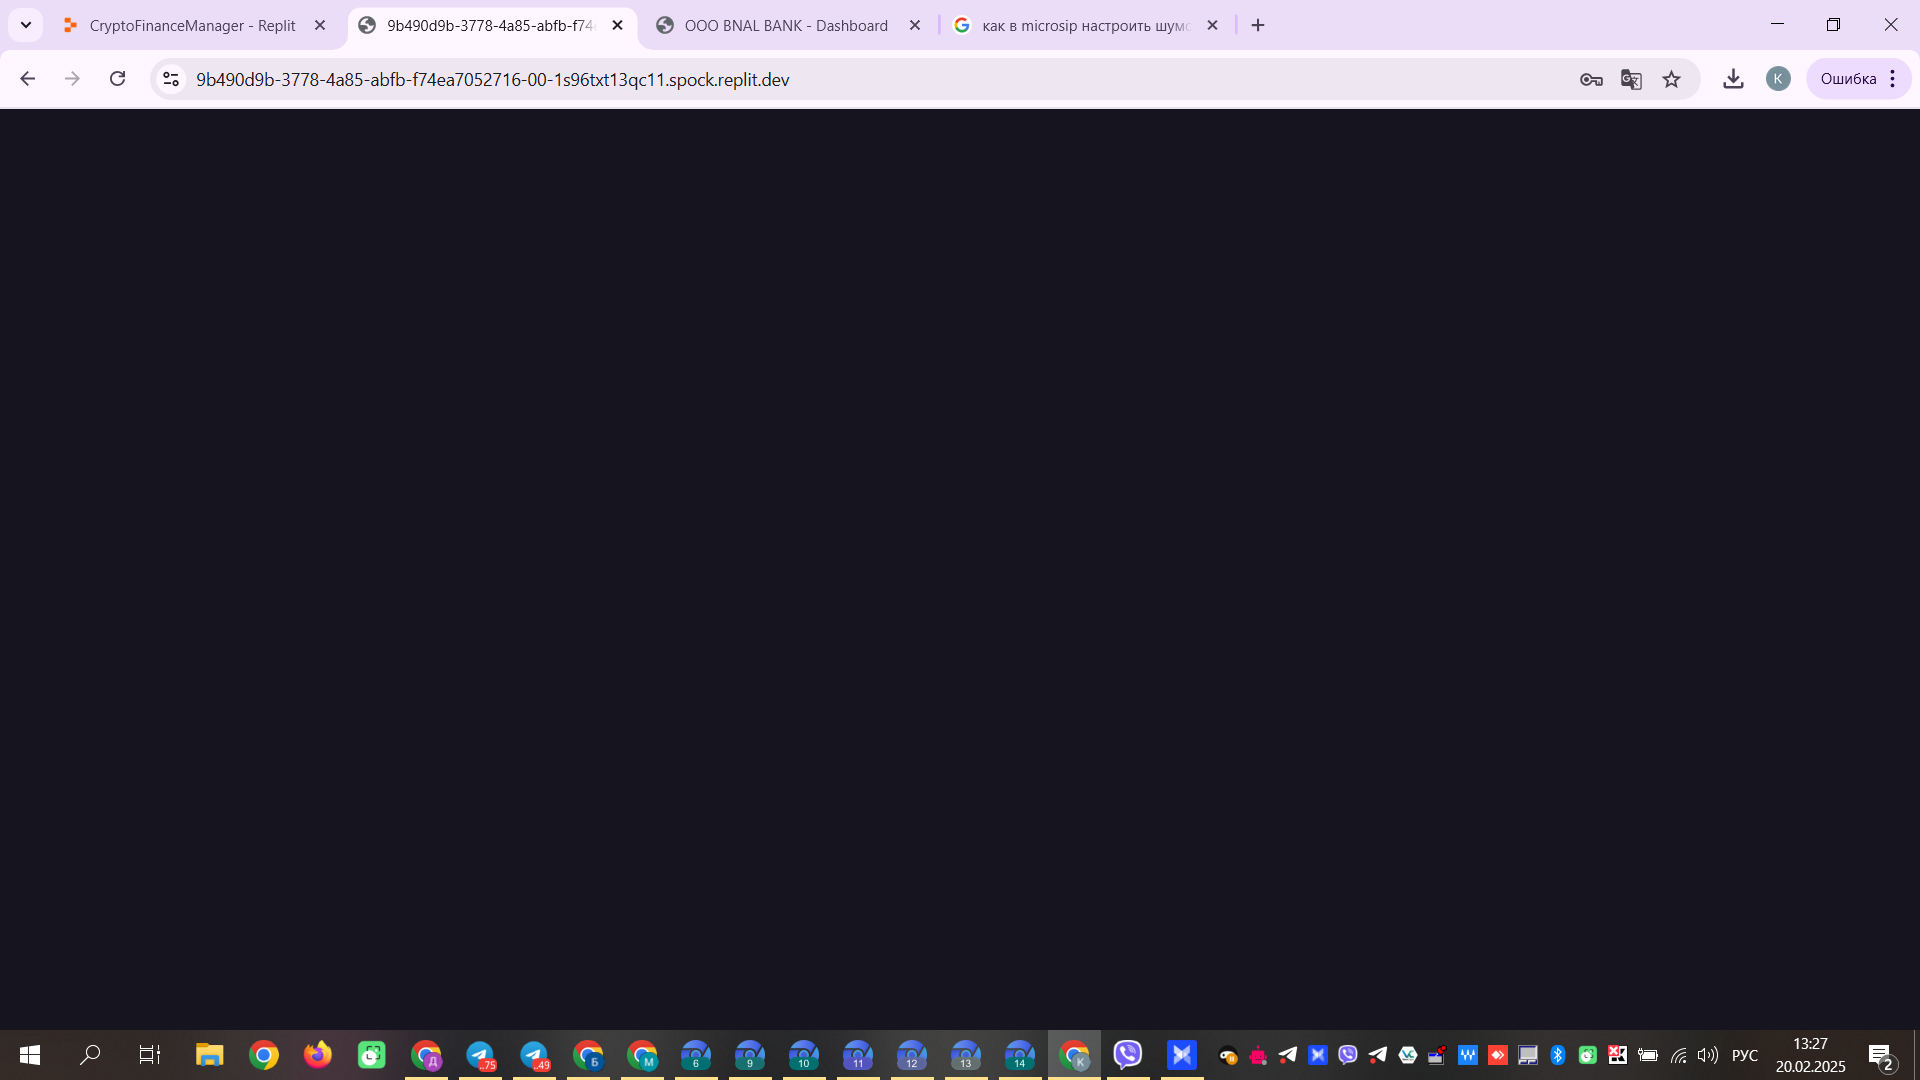 CryptoFinanceManager - Replit
9b490d9b-3778-4a85-abfb-f74
OOO BNAL BANK - Dashboard
как в microsip настроить шум
9b490d9b-3778-4a85-abfb-f74ea7052716-00-1s96txt13qc11.spock.replit.dev
K
Ошибка
Д
..75
..49
Б
М
6
9
10
11
12
13
14
K
РУС
13:27
20.02.2025
2